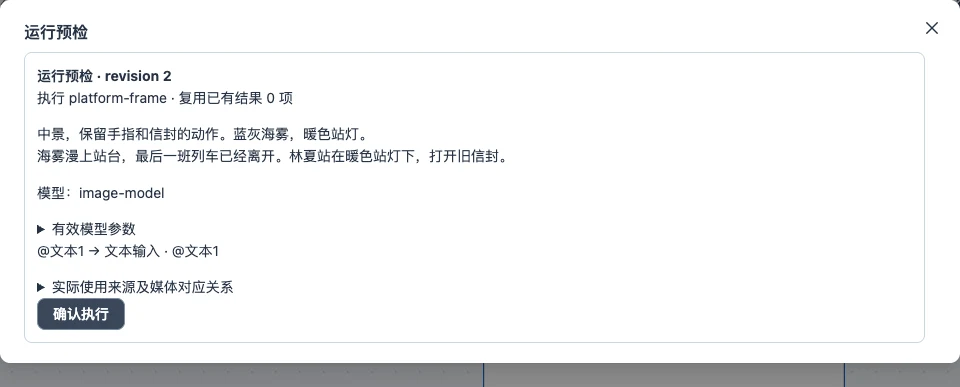 运行预检
运行预检 · revision 2
执行 platform-frame · 复用已有结果 0 项
中景，保留手指和信封的动作。蓝灰海雾，暖色站灯。
海雾漫上站台，最后一班列车已经离开。林夏站在暖色站灯下，打开旧信封。
模型：image-model
▶ 有效模型参数
@文本1 → 文本输入 · @文本1
▶ 实际使用来源及媒体对应关系
确认执行